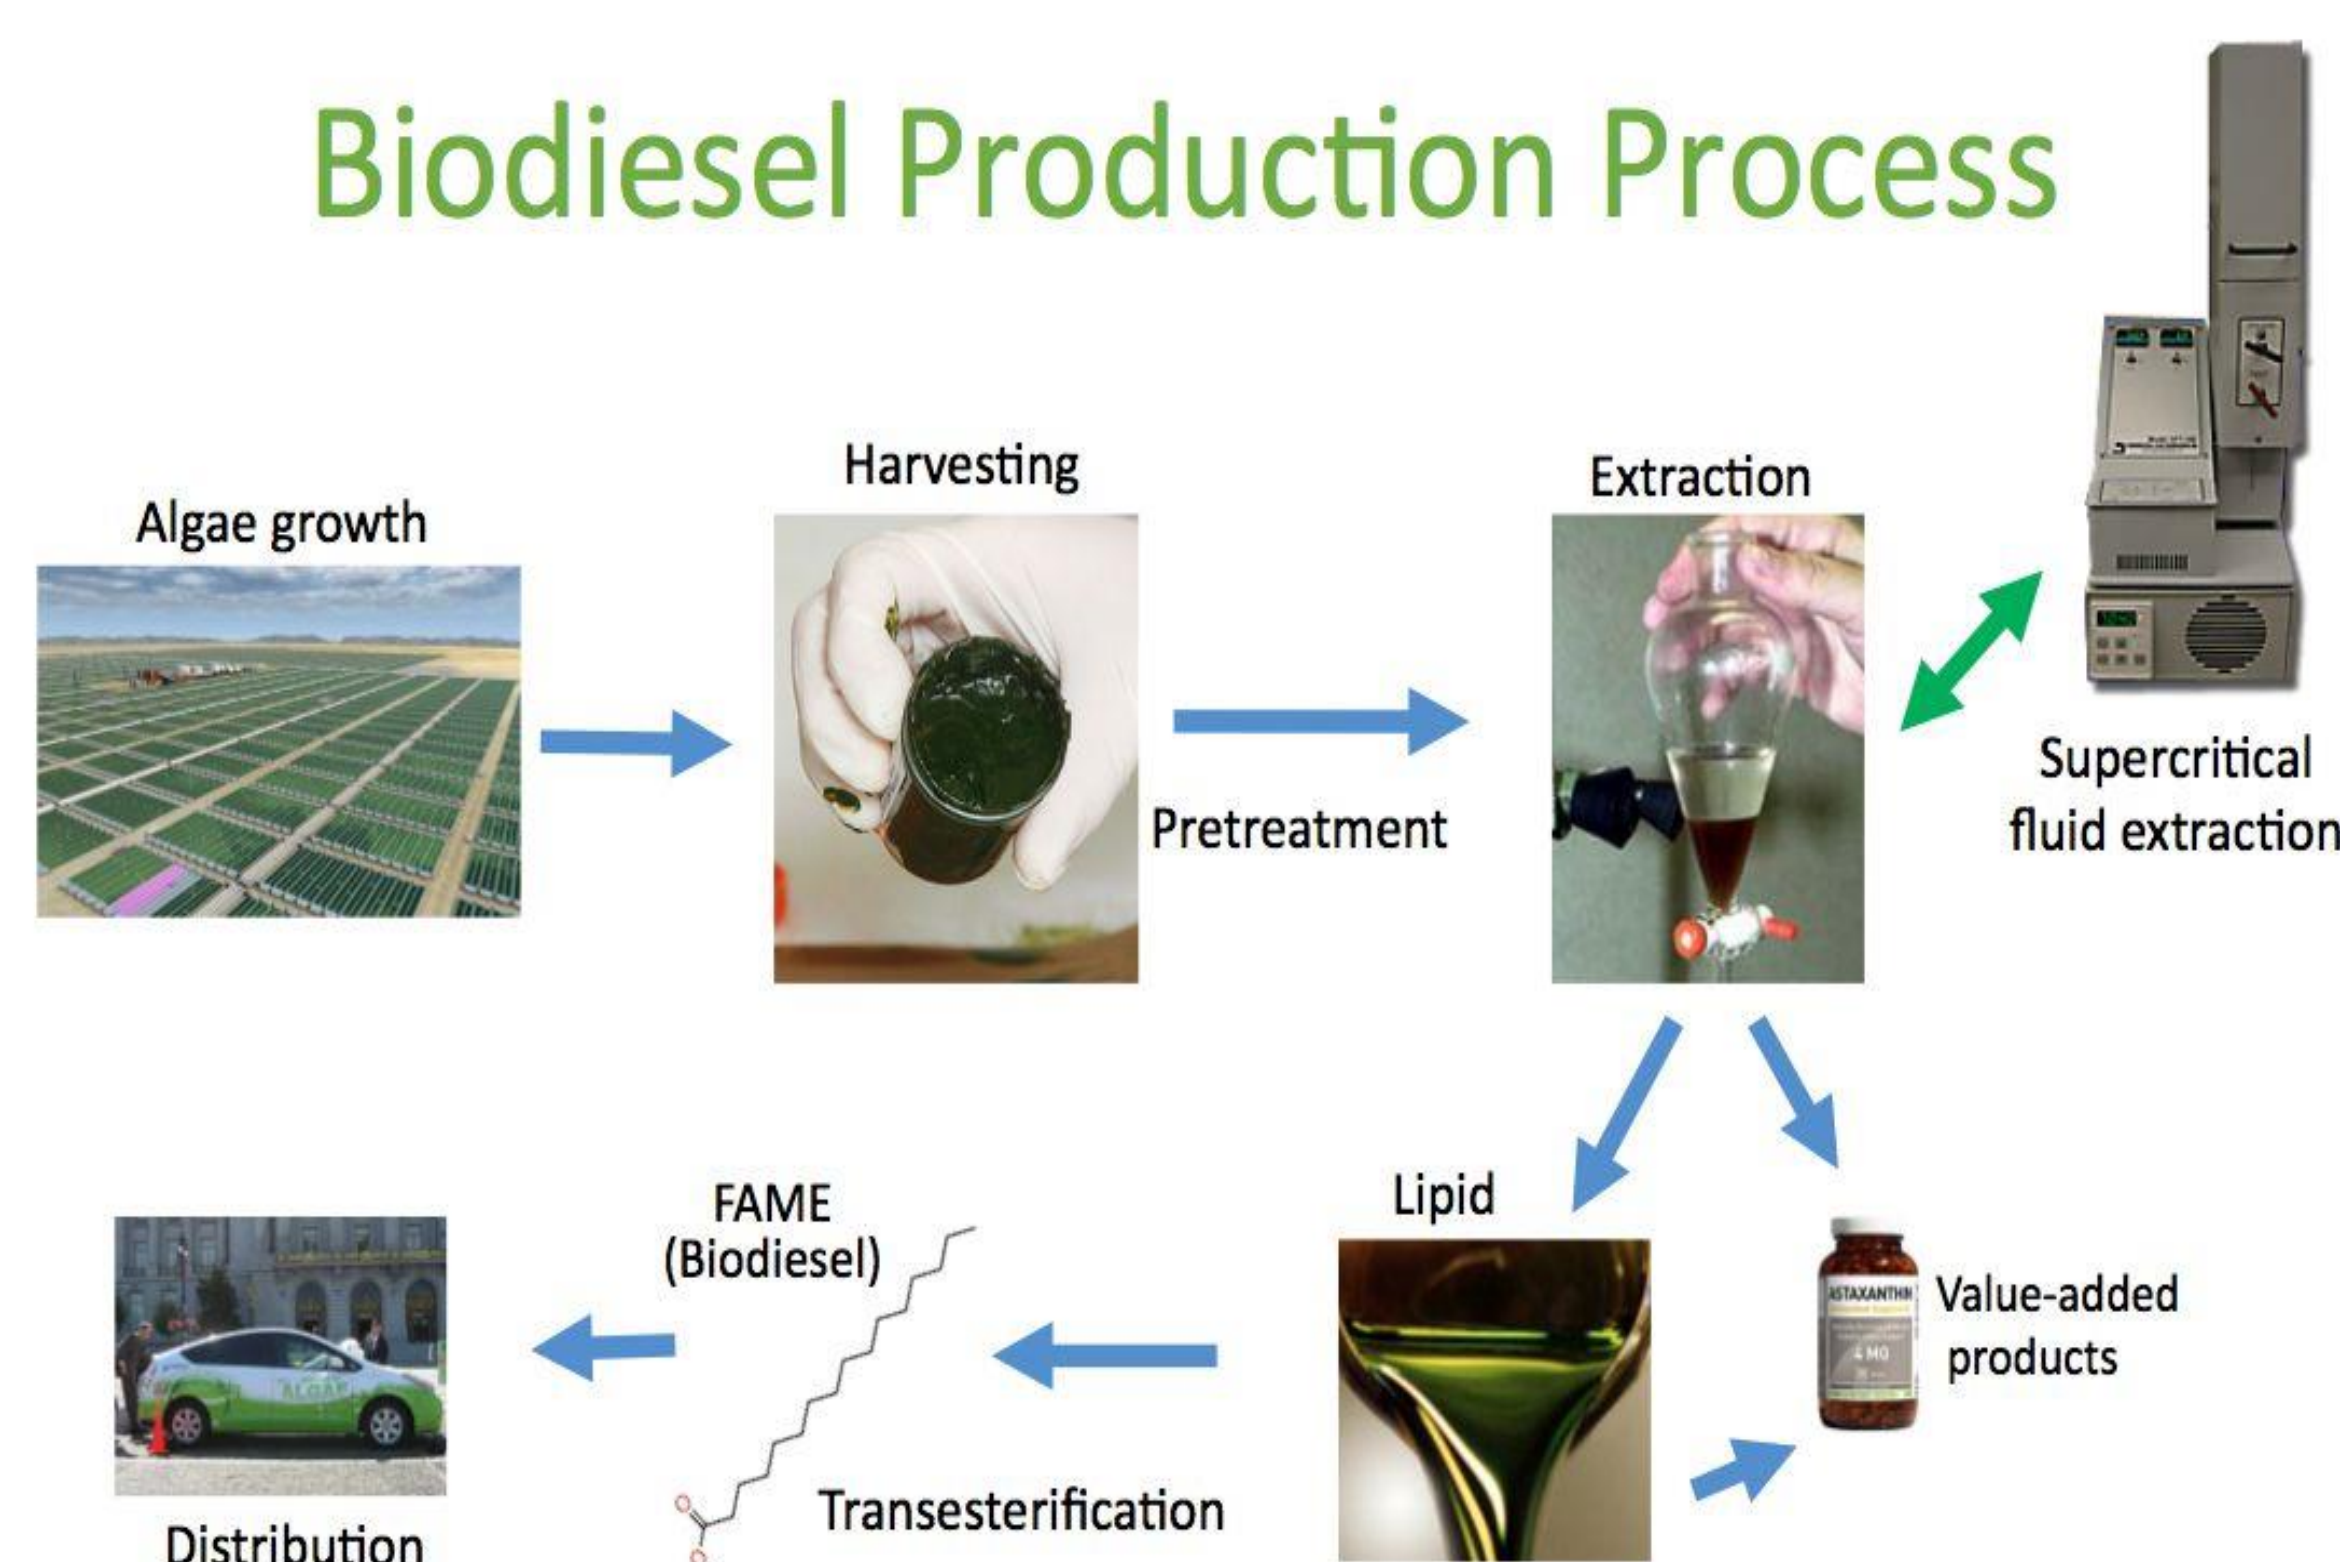 Biodiesel Production Process
Algae growth
Harvesting
Extraction
Pretreatment
Supercritical
fluid extraction
Lipid
FAME
(Biodiesel)
ASTAXANTHIN
4 MG
Value-added
products
ALGAE
Transesterification
Distribution
O